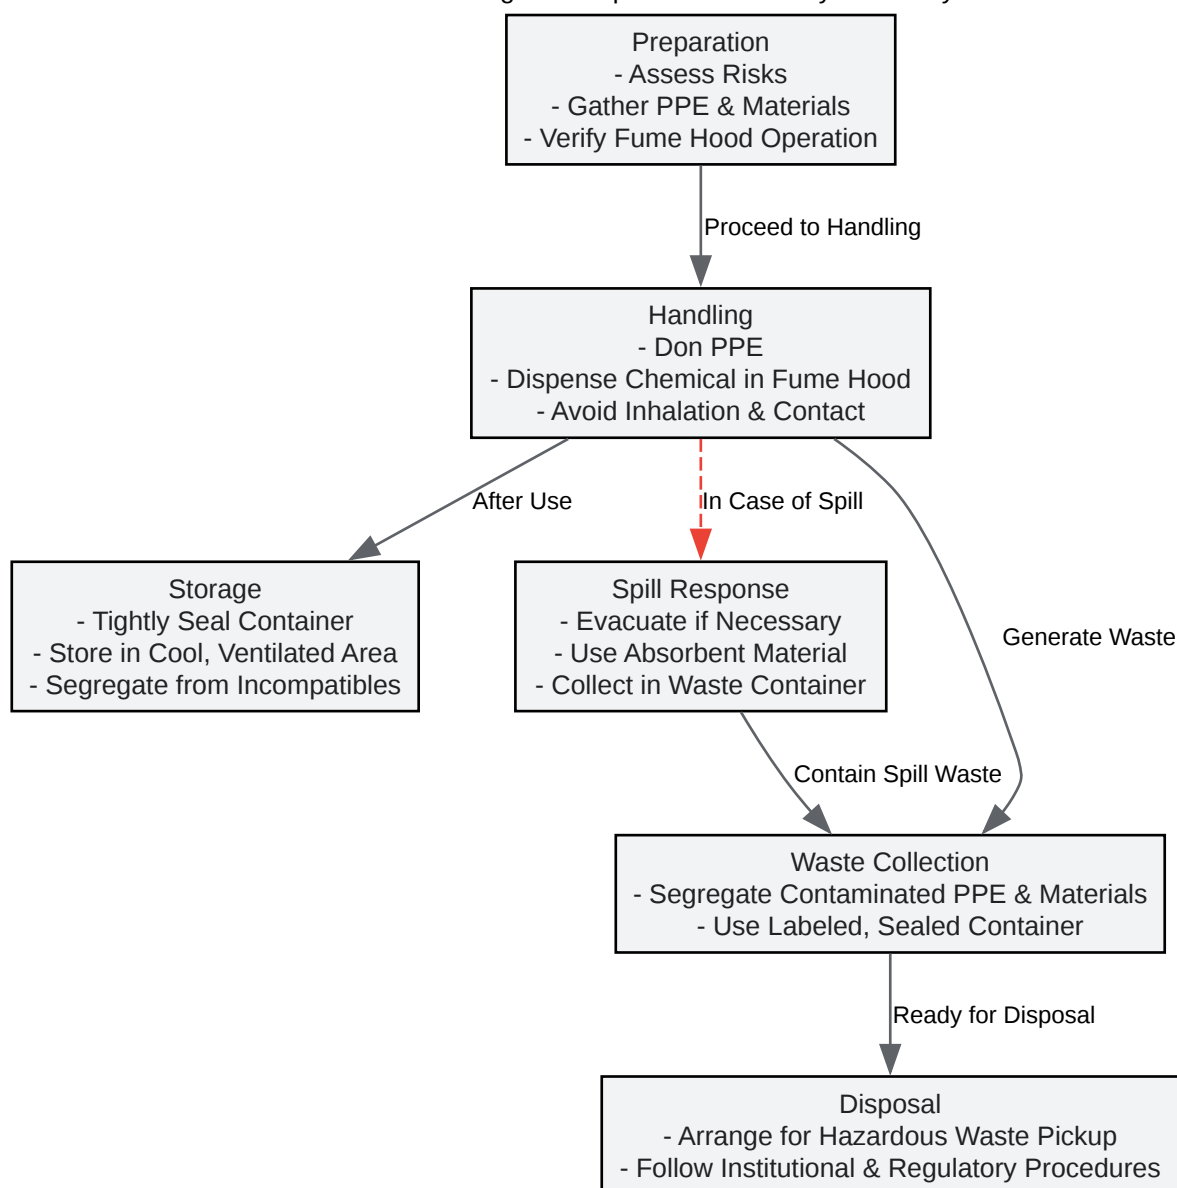 Preparation
- Assess Risks
- Gather PPE & Materials
- Verify Fume Hood Operation
Proceed to Handling
Handling
- Don PPE
- Dispense Chemical in Fume Hood
- Avoid Inhalation & Contact
After Use
In Case of Spill
Generate Waste
Storage
- Tightly Seal Container
- Store in Cool, Ventilated Area
- Segregate from Incompatibles
Spill Response
- Evacuate if Necessary
- Use Absorbent Material
- Collect in Waste Container
Contain Spill Waste
Waste Collection
- Segregate Contaminated PPE & Materials
- Use Labeled, Sealed Container
Ready for Disposal
Disposal
- Arrange for Hazardous Waste Pickup
- Follow Institutional & Regulatory Procedures